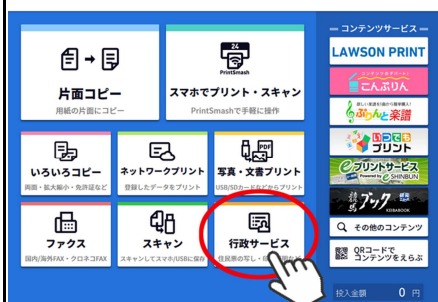 片面コピー
用紙の片面にコピー
24
PrintSmash
スマホでプリント・スキャン
PrintSmashで手軽に操作
いろいろコピー
両面・拡大縮小・免許証など
ネットワークプリント
登録したデータをプリント
PDF
写真・文書プリント
USB/SDカードなどからプリント
ファクス
国内/海外FAX・クロネコFAX
スキャン
スキャンしてスマホ/USBに保存
行政サービス
住民票の写し・印
コンテンツサービス
LAWSON PRINT
こんぷりん
ぷりんと楽譜
いつでも
プリント
eプリントサービス
SHINBUN
競馬ブック
KEIBABOOK
その他のコンテンツ
QRコードで
コンテンツをえらぶ
投入金額 0 円